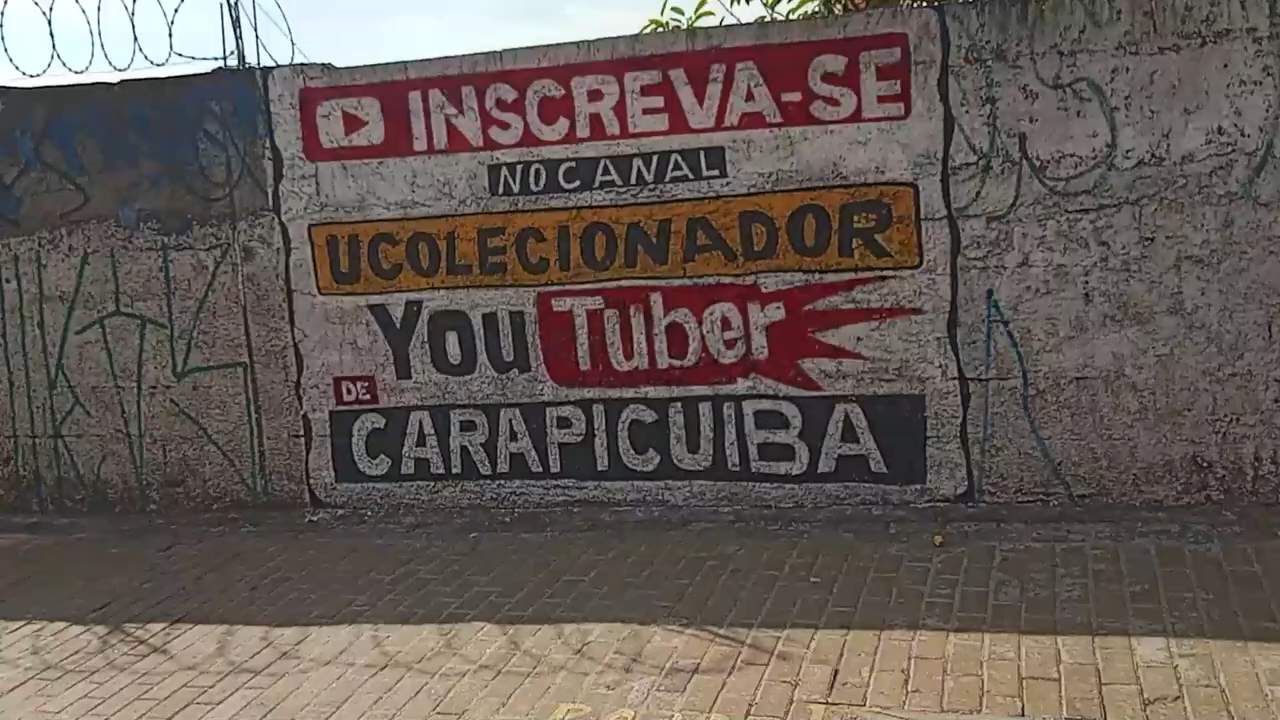 INSCREVA-SE
NO CANAL
UCOLECIONADOR
YouTuber
DE
CARAPICUIBA